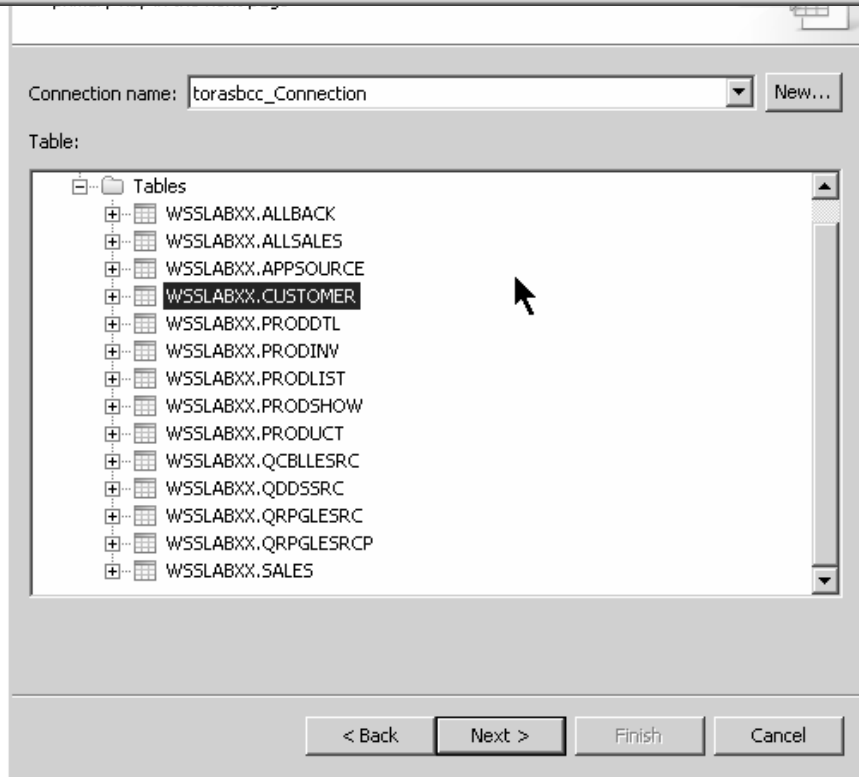 Connection name: torasbcc_Connection New...
Table:
Tables
WSSLABXX.ALLBACK
WSSLABXX.ALLSALES
WSSLABXX.APPSOURCE
WSSLABXX.CUSTOMER
WSSLABXX.PRODDTL
WSSLABXX.PRODINV
WSSLABXX.PRODLIST
WSSLABXX.PRODSHOW
WSSLABXX.PRODUCT
WSSLABXX.QCBLLESRC
WSSLABXX.QDDSSRC
WSSLABXX.QRPGLESRC
WSSLABXX.QRPGLESRCP
WSSLABXX.SALES
< Back Next > Finish Cancel